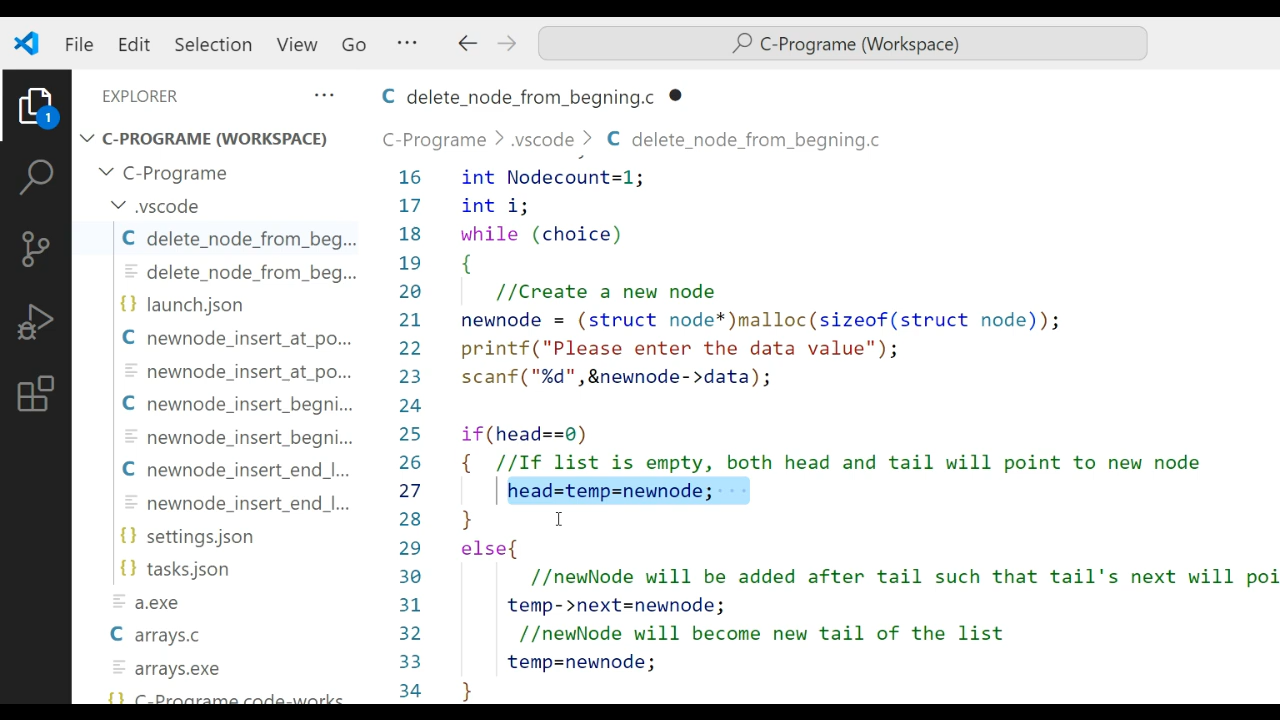 File Edit Selection View Go ··· C-Programe (Workspace)
EXPLORER ···
C-PROGRAME (WORKSPACE)
C-Programe
.vscode
C delete_node_from_beg...
delete_node_from_beg...
{} launch.json
C newnode_insert_at_po...
newnode_insert_at_po...
C newnode_insert_begni...
newnode_insert_begni...
C newnode_insert_end_l...
newnode_insert_end_l...
{} settings.json
{} tasks.json
a.exe
C arrays.c
arrays.exe
{} C-Programe.code-works
1
C delete_node_from_begning.c ●
C-Programe > .vscode > C delete_node_from_begning.c
16 int Nodecount=1;
17 int i;
18 while (choice)
19 {
20 //Create a new node
21 newnode = (struct node*)malloc(sizeof(struct node));
22 printf("Please enter the data value");
23 scanf("%d",&newnode->data);
24
25 if(head==0)
26 { //If list is empty, both head and tail will point to new node
27 head=temp=newnode;
28 }
29 else{
30 //newNode will be added after tail such that tail's next will poi
31 temp->next=newnode;
32 //newNode will become new tail of the list
33 temp=newnode;
34 }